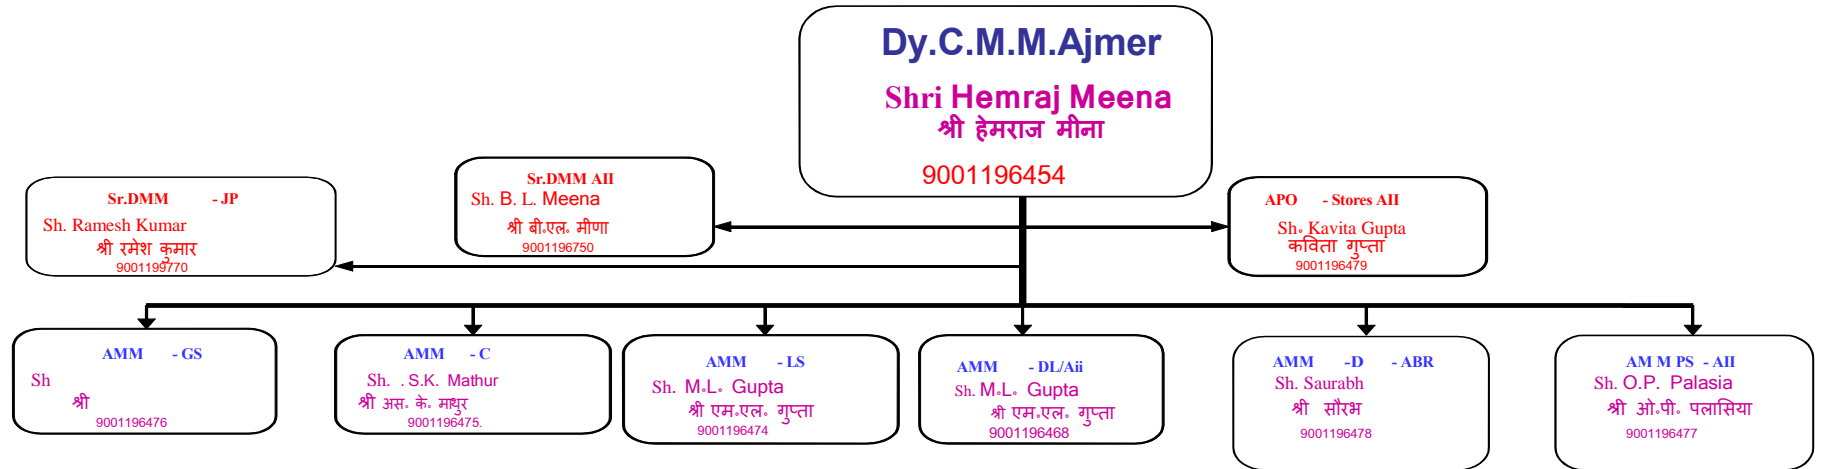 Dy.C.M.M.Ajmer
Shri Hemraj Meena
श्री हेमराज मीना
9001196454
Sr.DMM - JP
Sh. Ramesh Kumar
श्री रमेश कुमार
9001199770
Sr.DMM AII
Sh. B. L. Meena
श्री बी॰एल॰ मीणा
9001196750
APO - Stores AII
Sh॰ Kavita Gupta
कविता गुप्ता
9001196479
AMM - GS
Sh
श्री
9001196476
AMM - C
Sh. . S.K. Mathur
श्री अस॰ के॰ माथुर
9001196475.
AMM - LS
Sh. M॰L॰ Gupta
श्री एम॰एल॰ गुप्ता
9001196474
AMM - DL/Aii
Sh. M॰L॰ Gupta
श्री एम॰एल॰ गुप्ता
9001196468
AMM -D - ABR
Sh. Saurabh
श्री सौरभ
9001196478
AM M PS - AII
Sh. O.P. Palasia
श्री ओ॰पी॰ पलासिया
9001196477